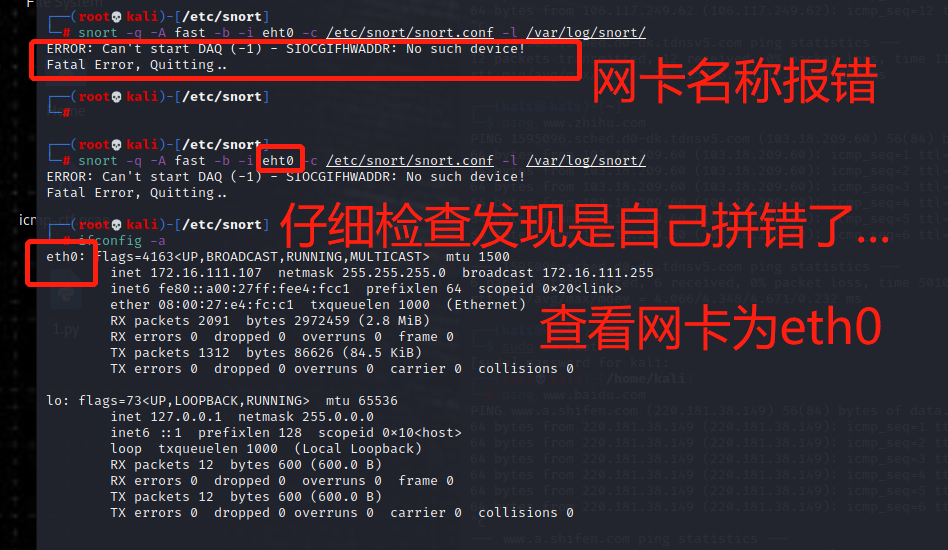 ┌──(root💀kali)-[/etc/snort]
└─# snort -q -A fast -b -i eht0 -c /etc/snort/snort.conf -l /var/log/snort/
ERROR: Can't start DAQ (-1) - SIOCGIFHWADDR: No such device!
Fatal Error, Quitting..
网卡名称报错
┌──(root💀kali)-[/etc/snort]
└─#
┌──(root💀kali)-[/etc/snort]
└─# snort -q -A fast -b -i eht0 -c /etc/snort/snort.conf -l /var/log/snort/
ERROR: Can't start DAQ (-1) - SIOCGIFHWADDR: No such device!
Fatal Error, Quitting..
┌──(root💀kali)-[/etc/snort]
仔细检查发现是自己拼错了...
└─# ifconfig -a
eth0: flags=4163<UP,BROADCAST,RUNNING,MULTICAST>  mtu 1500
inet 172.16.111.107  netmask 255.255.255.0  broadcast 172.16.111.255
inet6 fe80::a00:27ff:fee4:fcc1  prefixlen 64  scopeid 0×20<link>
ether 08:00:27:e4:fc:c1  txqueuelen 1000  (Ethernet)
RX packets 2091  bytes 2972459 (2.8 MiB)
查看网卡为eth0
RX errors 0  dropped 0  overruns 0  frame 0
TX packets 1312  bytes 86626 (84.5 KiB)
TX errors 0  dropped 0 overruns 0  carrier 0  collisions 0
lo: flags=73<UP,LOOPBACK,RUNNING>  mtu 65536
inet 127.0.0.1  netmask 255.0.0.0
inet6 ::1  prefixlen 128  scopeid 0×10<host>
loop  txqueuelen 1000  (Local Loopback)
RX packets 12  bytes 600 (600.0 B)
RX errors 0  dropped 0  overruns 0  frame 0
TX packets 12  bytes 600 (600.0 B)
TX errors 0  dropped 0 overruns 0  carrier 0  collisions 0
1.py